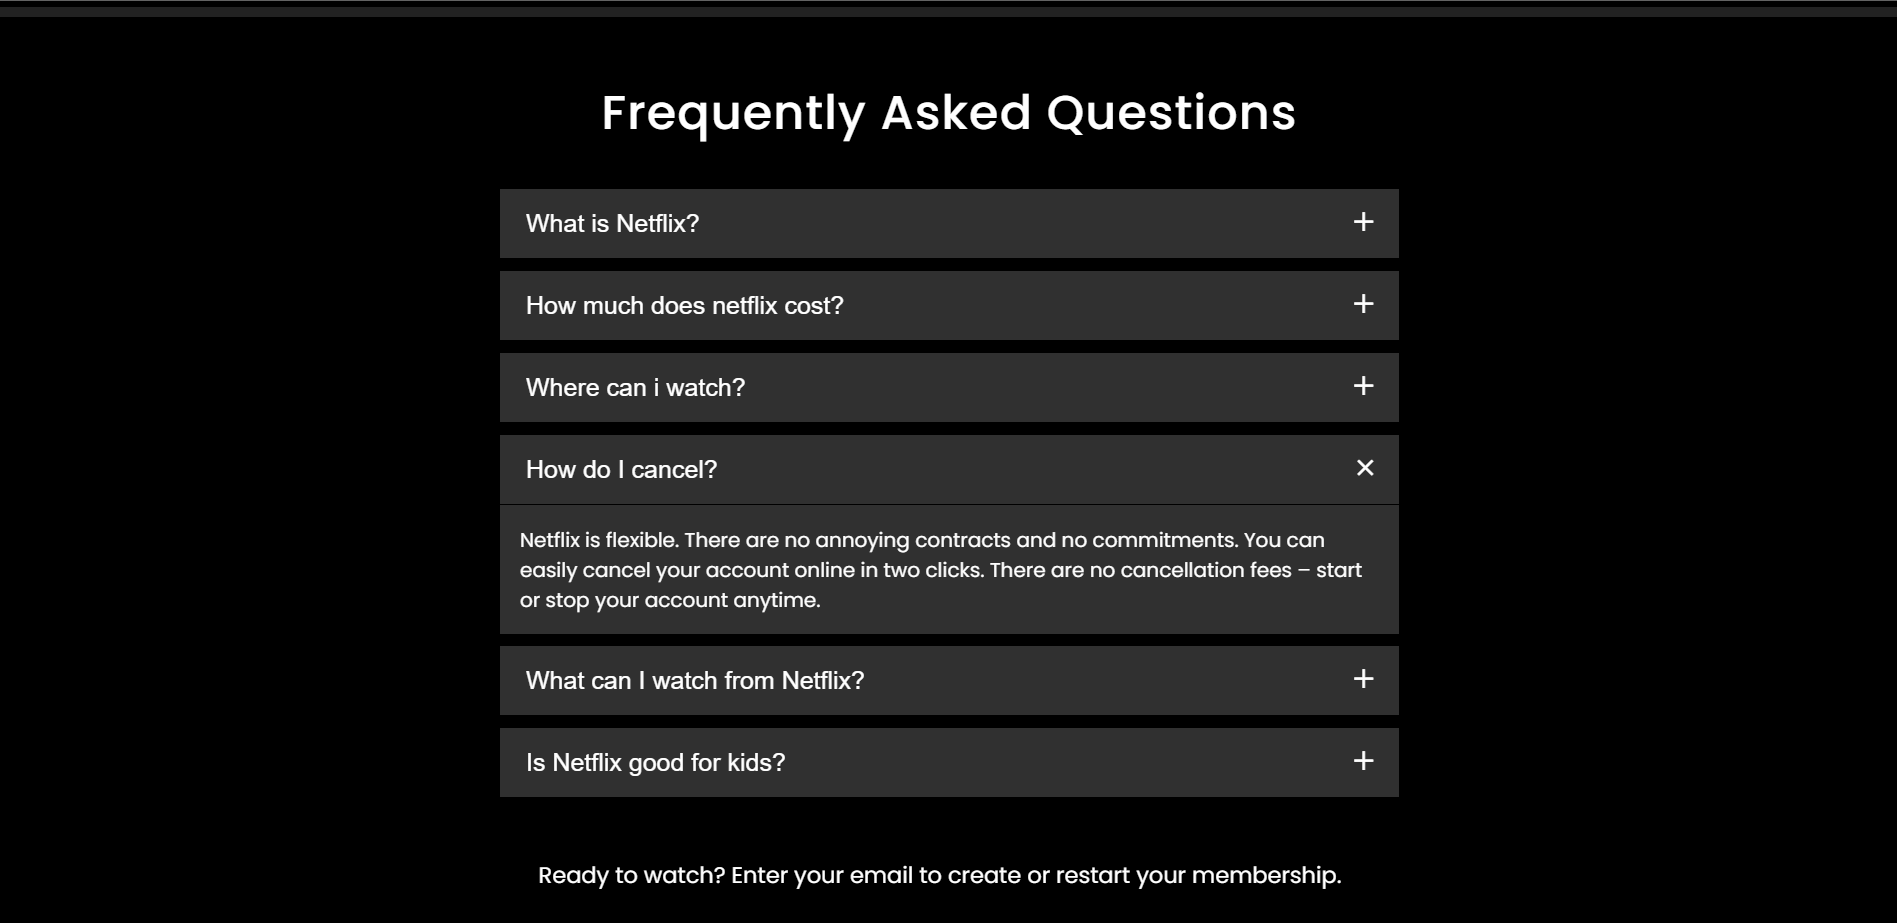 Frequently Asked Questions
What is Netflix?
How much does netflix cost?
Where can i watch?
How do I cancel?
Netflix is flexible. There are no annoying contracts and no commitments. You can
easily cancel your account online in two clicks. There are no cancellation fees – start
or stop your account anytime.
What can I watch from Netflix?
Is Netflix good for kids?
Ready to watch? Enter your email to create or restart your membership.